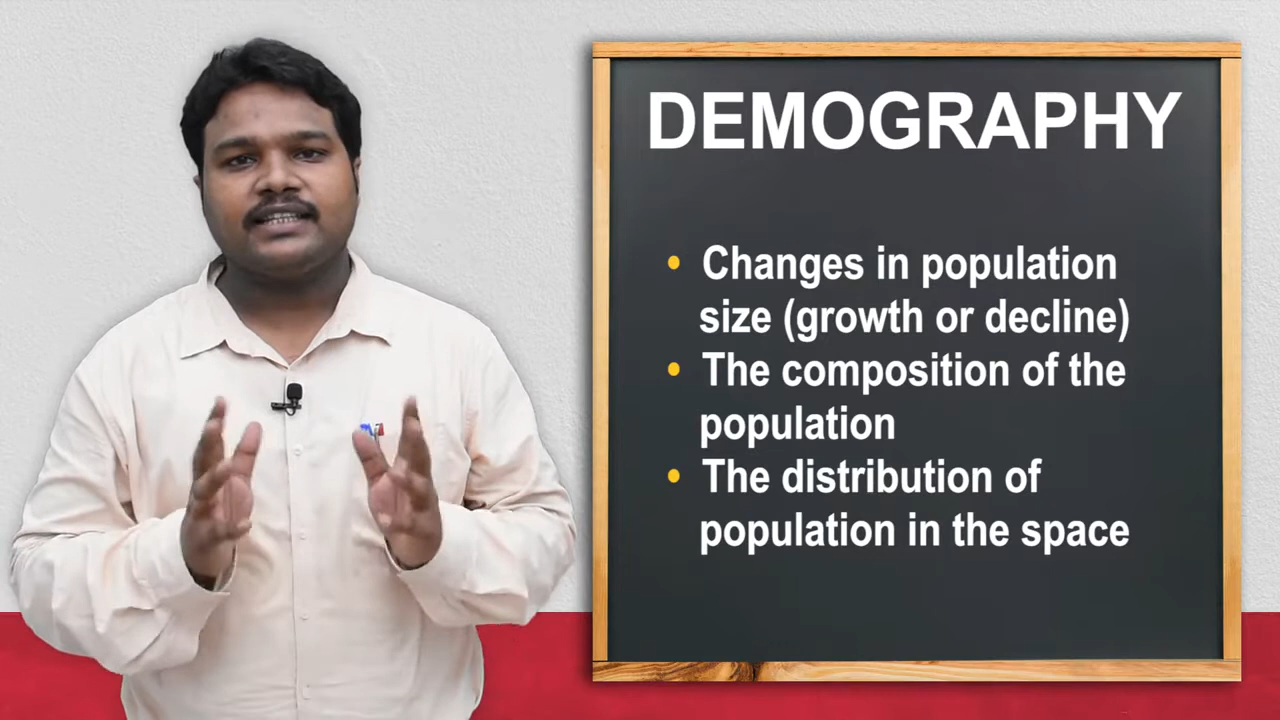 DEMOGRAPHY
• Changes in population
size (growth or decline)
• The composition of the
population
• The distribution of
population in the space